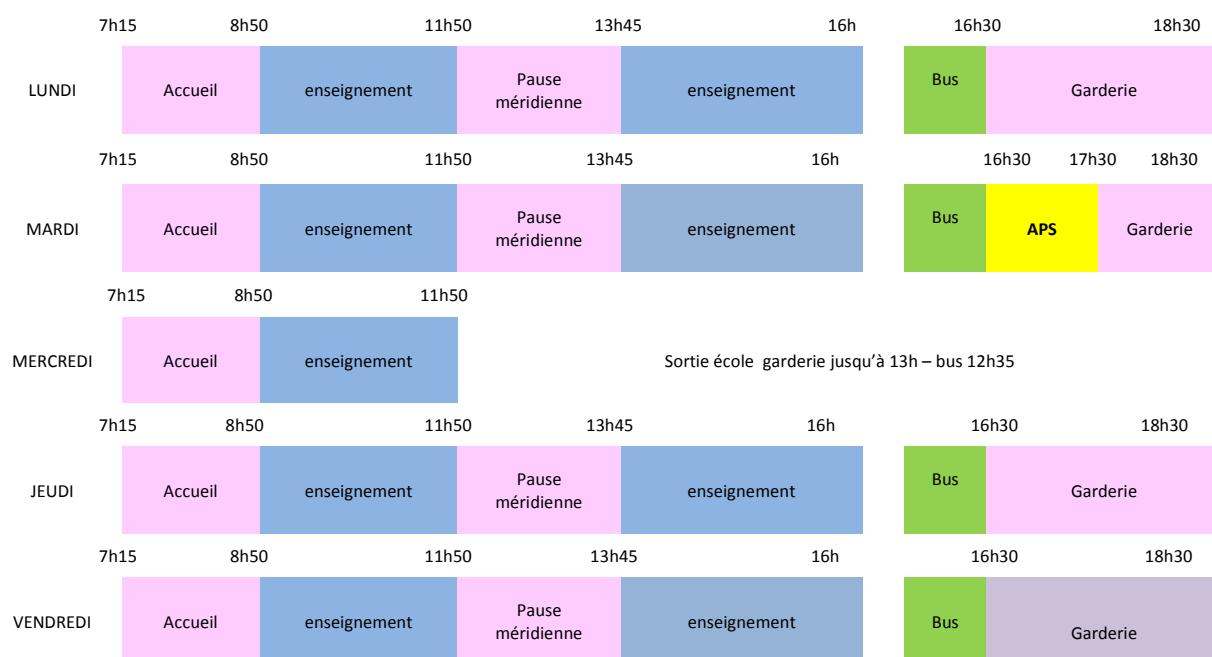 7h15 8h50 11h50 13h45 16h 16h30 18h30
LUNDI Accueil enseignement Pause méridienne enseignement Bus Garderie
7h15 8h50 11h50 13h45 16h 16h30 17h30 18h30
MARDI Accueil enseignement Pause méridienne enseignement Bus APS Garderie
7h15 8h50 11h50
MERCREDI Accueil enseignement Sortie école garderie jusqu'à 13h – bus 12h35
7h15 8h50 11h50 13h45 16h 16h30 18h30
JEUDI Accueil enseignement Pause méridienne enseignement Bus Garderie
7h15 8h50 11h50 13h45 16h 16h30 18h30
VENDREDI Accueil enseignement Pause méridienne enseignement Bus Garderie